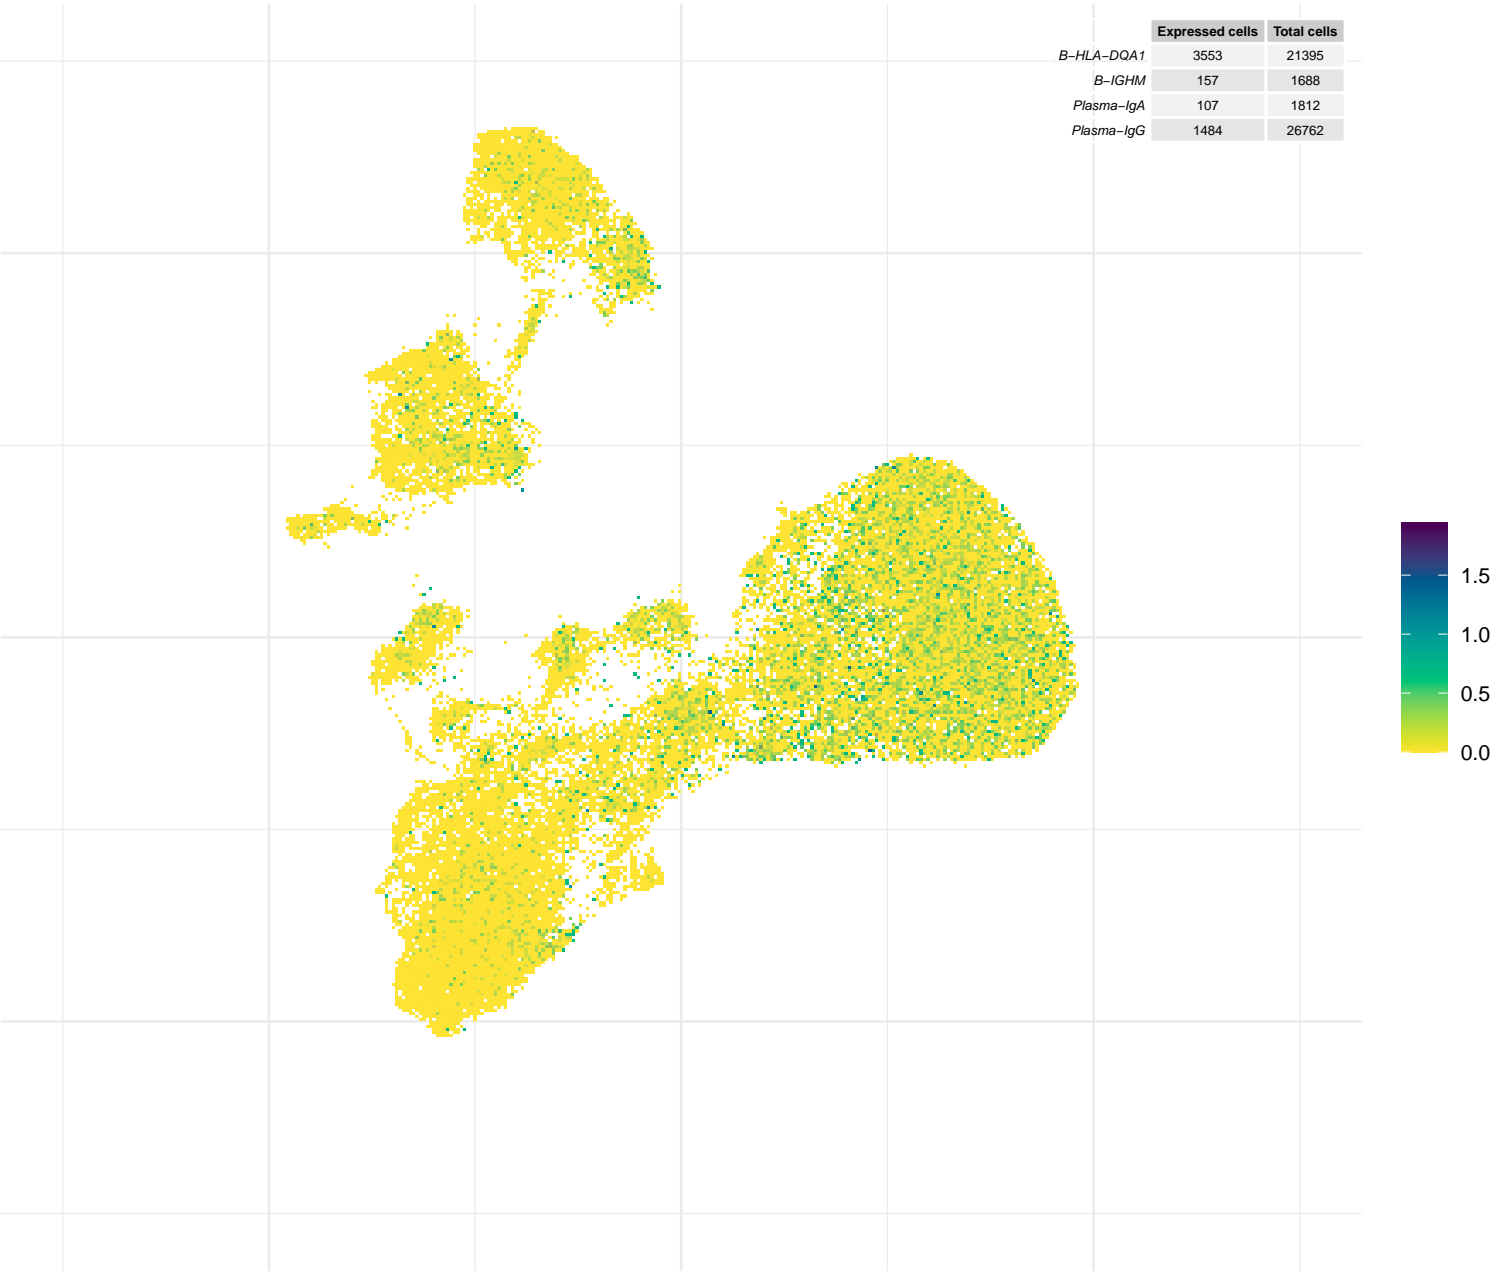 Expressed cells Total cells
B−HLA−DQA1 3553 21395
B−IGHM 157 1688
Plasma−IgA 107 1812
Plasma−IgG 1484 26762
1.5
1.0
0.5
0.0